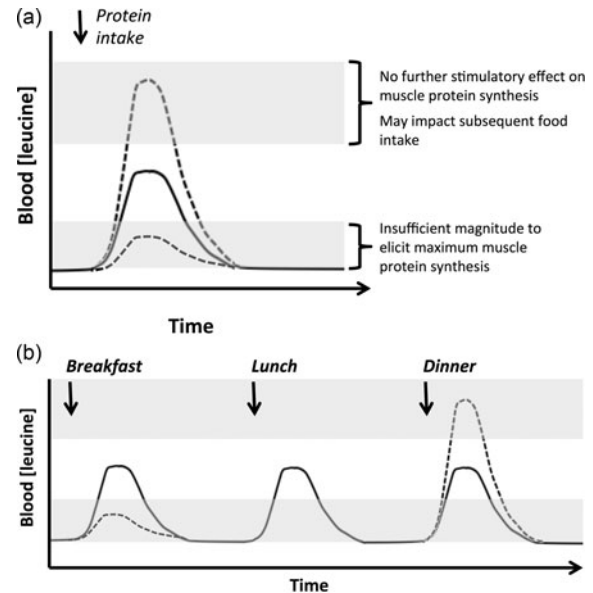 (a)
Protein
intake
Blood [leucine]
No further stimulatory effect on
muscle protein synthesis
May impact subsequent food
intake
Insufficient magnitude to
elicit maximum muscle
protein synthesis
Time
(b)
Breakfast
Lunch
Dinner
Blood [leucine]
Time